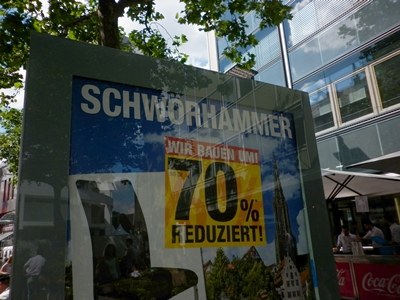 SCHWÖRHAMMER
WIR BAUEN UM!
70%
REDUZIERT!
Coca-Cola